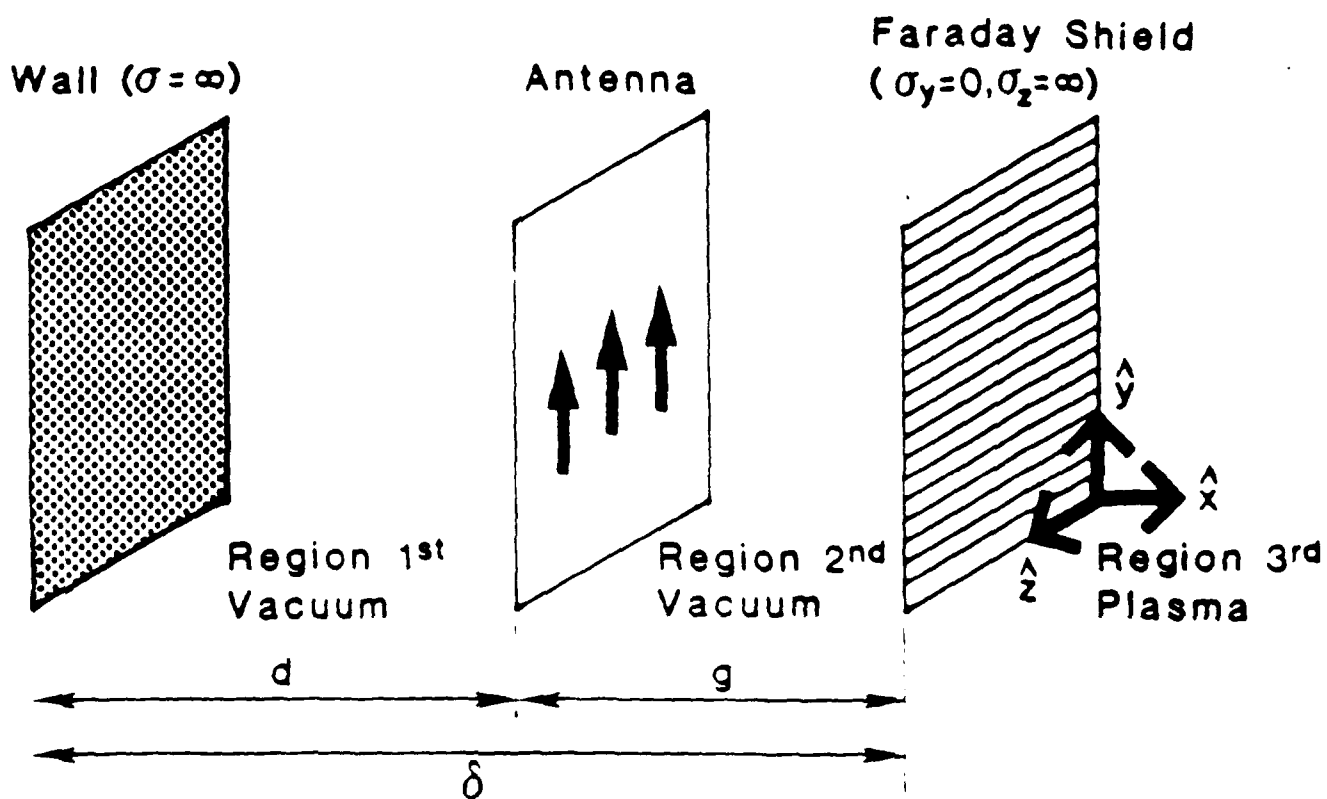 Faraday Shield
(σy=0,σz=∞)
Wall (σ=∞)
Antenna
ŷ
x̂
ẑ
Region 1st
Vacuum
Region 2nd
Vacuum
Region 3rd
Plasma
d
g
δ